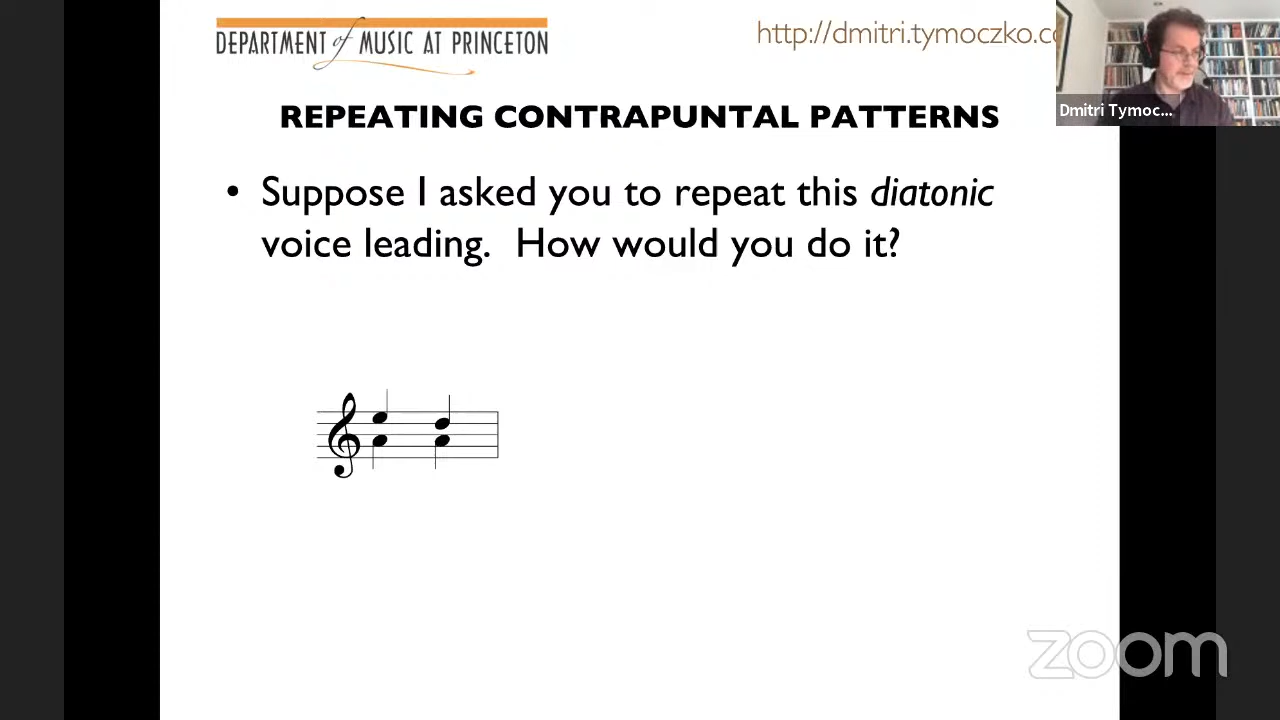 DEPARTMENT of MUSIC AT PRINCETON
http://dmitri.tymoczko.co
Dmitri Tymoc...
REPEATING CONTRAPUNTAL PATTERNS
• Suppose I asked you to repeat this diatonic
voice leading. How would you do it?
zoom